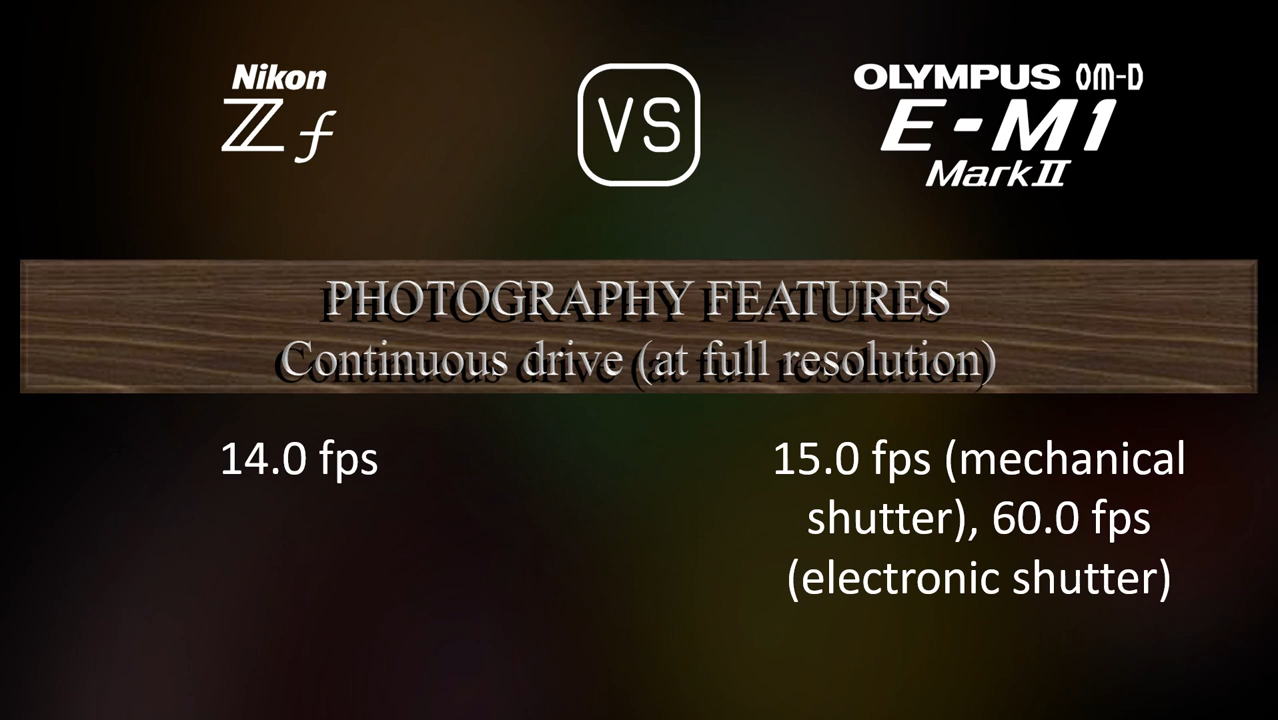 Nikon
Z f
VS
OLYMPUS OM-D
E-M1
Mark II
PHOTOGRAPHY FEATURES
Continuous drive (at full resolution)
14.0 fps
15.0 fps (mechanical
shutter), 60.0 fps
(electronic shutter)